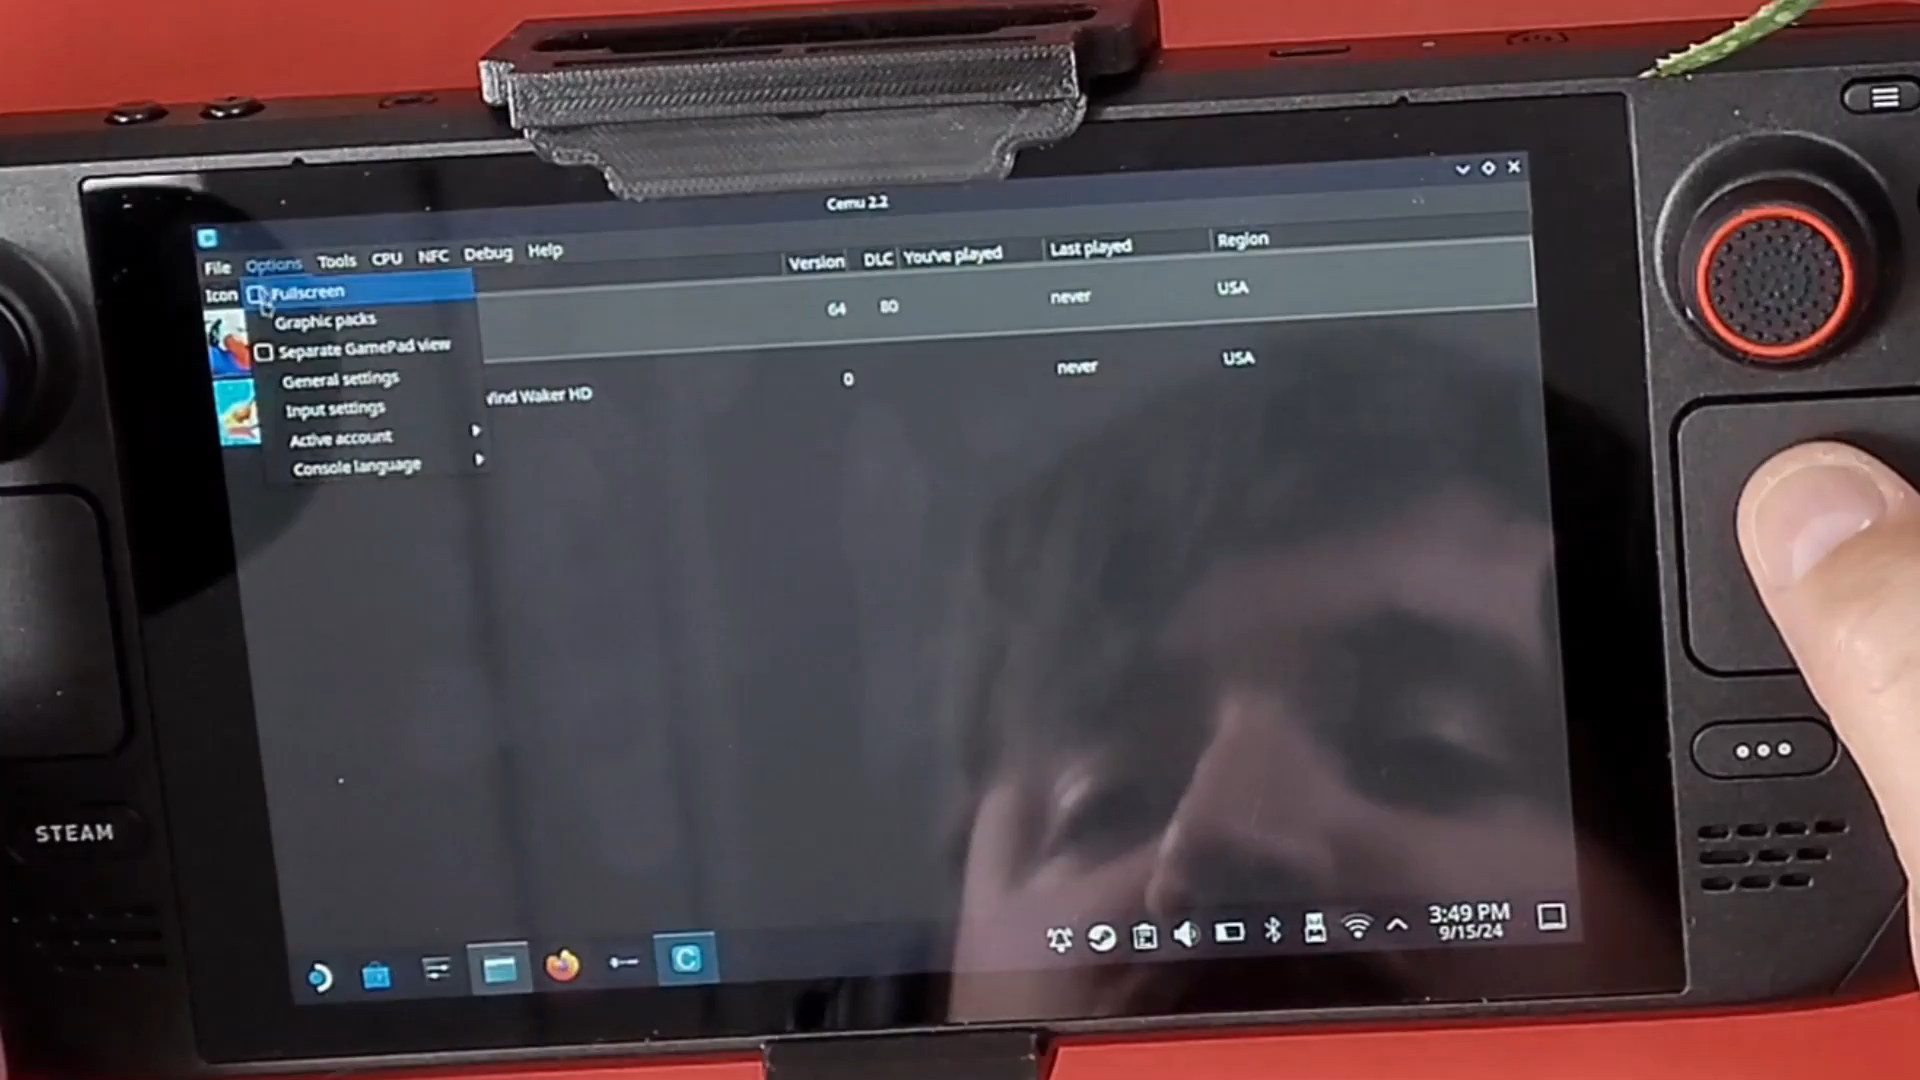 Cemu 2.2
File Options Tools CPU NFC Debug Help
Icon Version DLC You've played Last played Region
Fullscreen
Graphic packs
Separate GamePad view
General settings
Input settings
Active account
Console language
64 80 never USA
Wind Waker HD 0 never USA
STEAM
C
3:49 PM
9/15/24